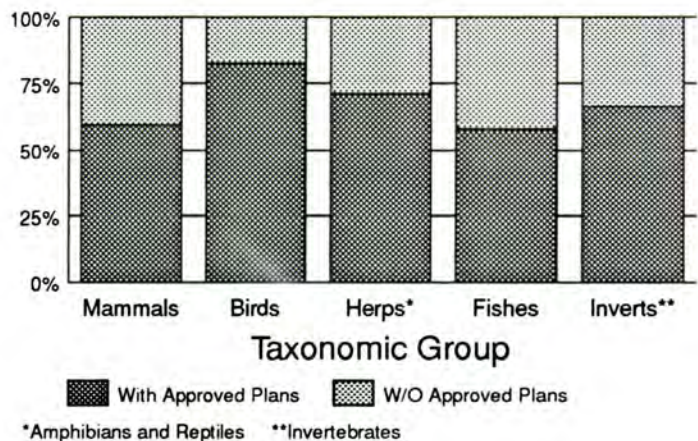 100%
75%
50%
25%
0%
Mammals Birds Herps* Fishes Inverts**
Taxonomic Group
With Approved Plans W/O Approved Plans
*Amphibians and Reptiles **Invertebrates